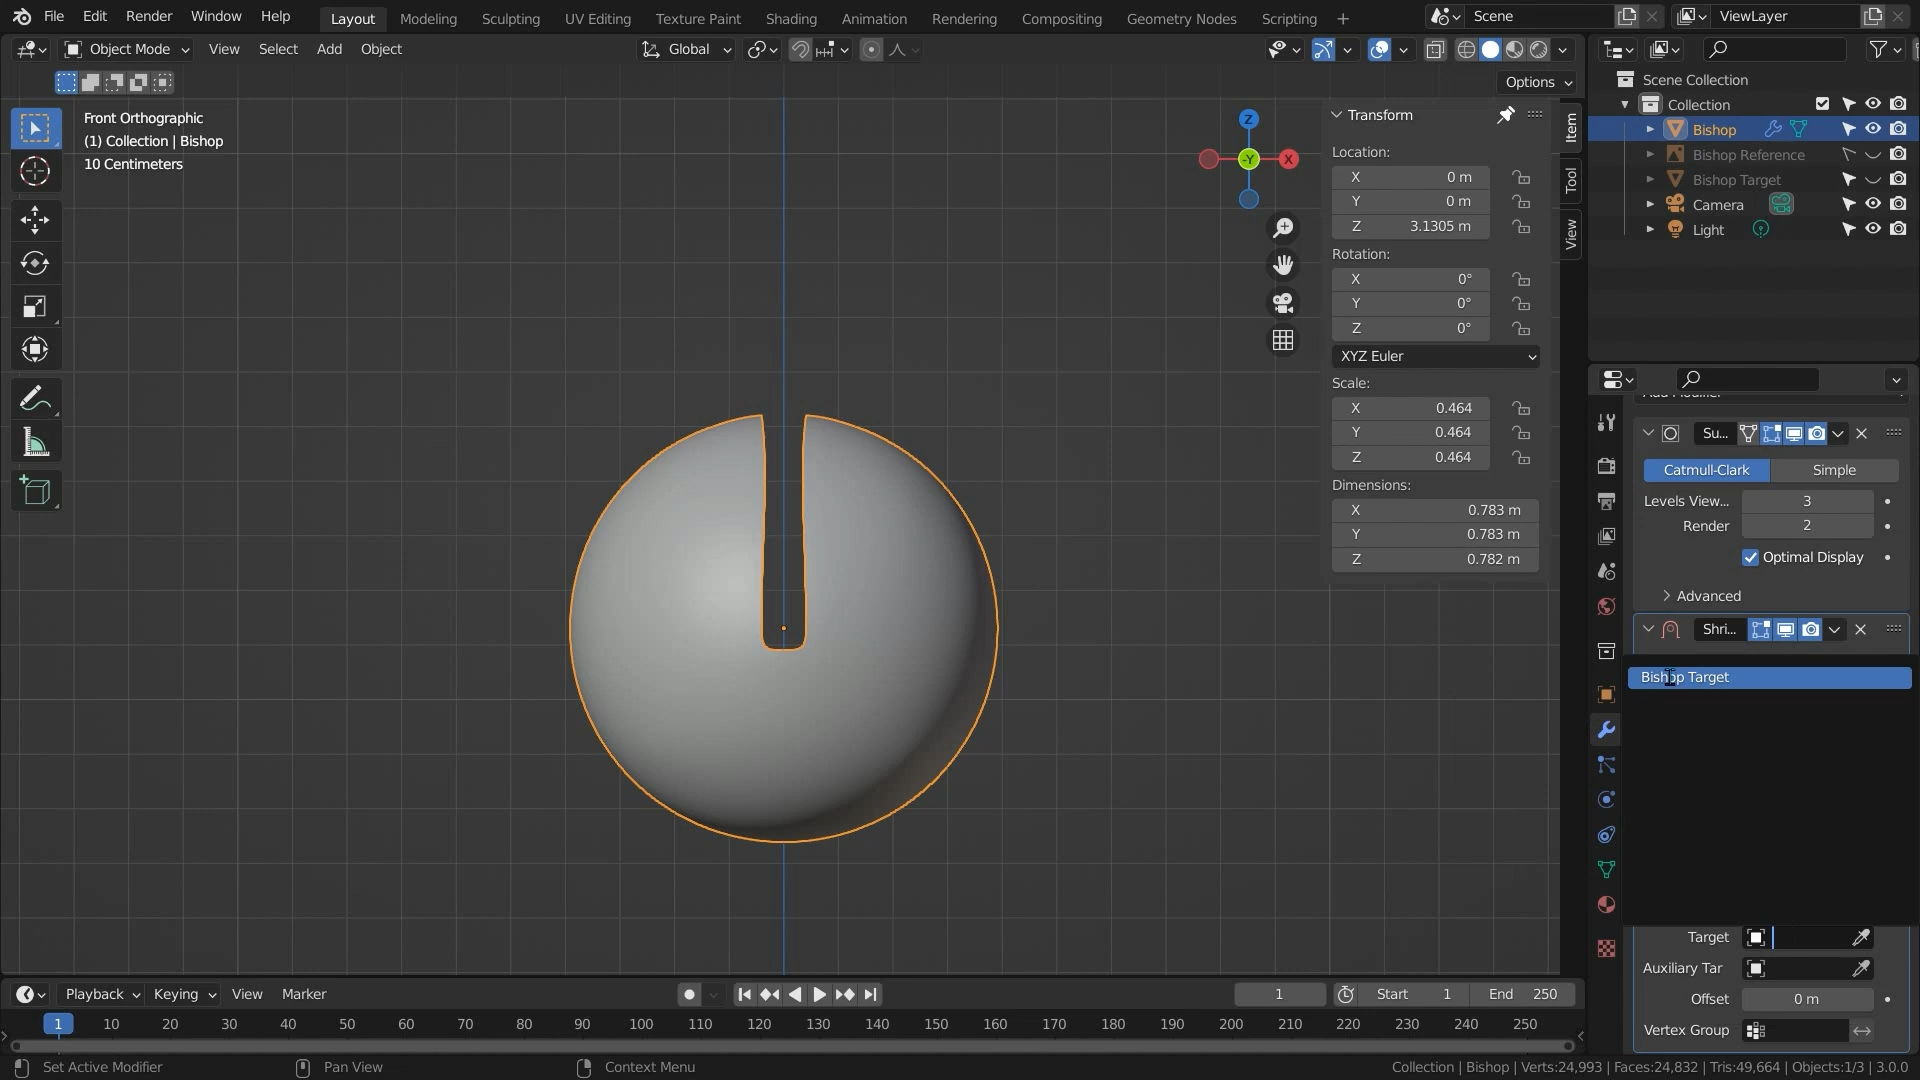 File Edit Render Window Help
Layout Modeling Sculpting UV Editing Texture Paint Shading Animation Rendering Compositing Geometry Nodes Scripting +
Scene
ViewLayer
Object Mode View Select Add Object
Global
Options
Front Orthographic
(1) Collection | Bishop
10 Centimeters
Z
-Y
X
Transform
Location:
X 0 m
Y 0 m
Z 3.1305 m
Rotation:
X 0°
Y 0°
Z 0°
XYZ Euler
Scale:
X 0.464
Y 0.464
Z 0.464
Dimensions:
X 0.783 m
Y 0.783 m
Z 0.782 m
Item
Tool
View
Scene Collection
Collection
Bishop
Bishop Reference
Bishop Target
Camera
Light
Su...
Catmull-Clark Simple
Levels View... 3
Render 2
Optimal Display
Advanced
Shri...
Bishop Target
Target
Auxiliary Tar
Offset 0 m
Vertex Group
Playback Keying View Marker
1 Start 1 End 250
1 10 20 30 40 50 60 70 80 90 100 110 120 130 140 150 160 170 180 190 200 210 220 230 240 250
Set Active Modifier Pan View Context Menu
Collection | Bishop | Verts:24,993 | Faces:24,832 | Tris:49,664 | Objects:1/3 | 3.0.0